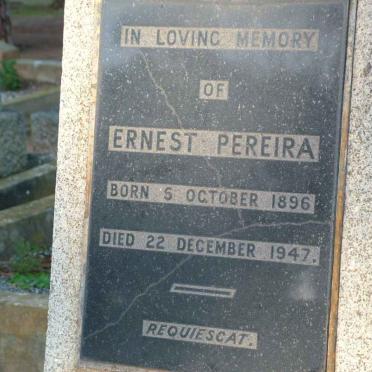 IN LOVING MEMORY
OF
ERNEST PEREIRA
BORN 5 OCTOBER 1896
DIED 22 DECEMBER 1947.
REQUIESCAT.